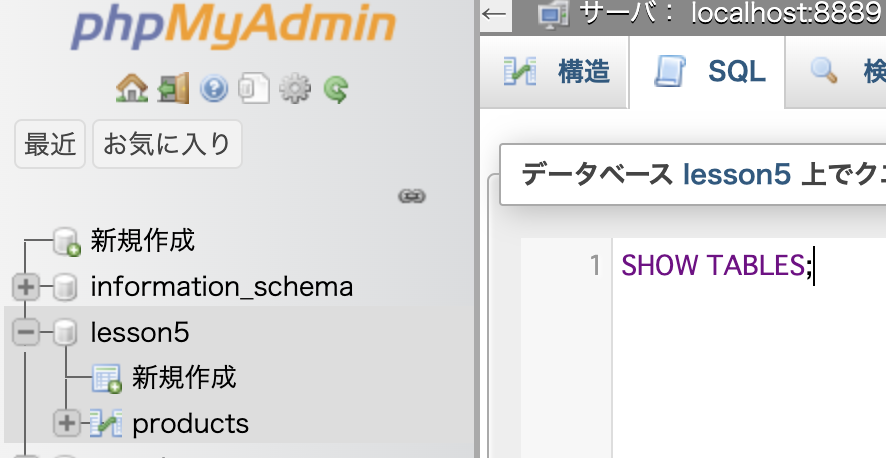 phpMyAdmin
最近
お気に入り
新規作成
information_schema
lesson5
新規作成
products
サーバ： localhost:8889
構造
SQL
データベース lesson5 上でクエ
1
SHOW TABLES;